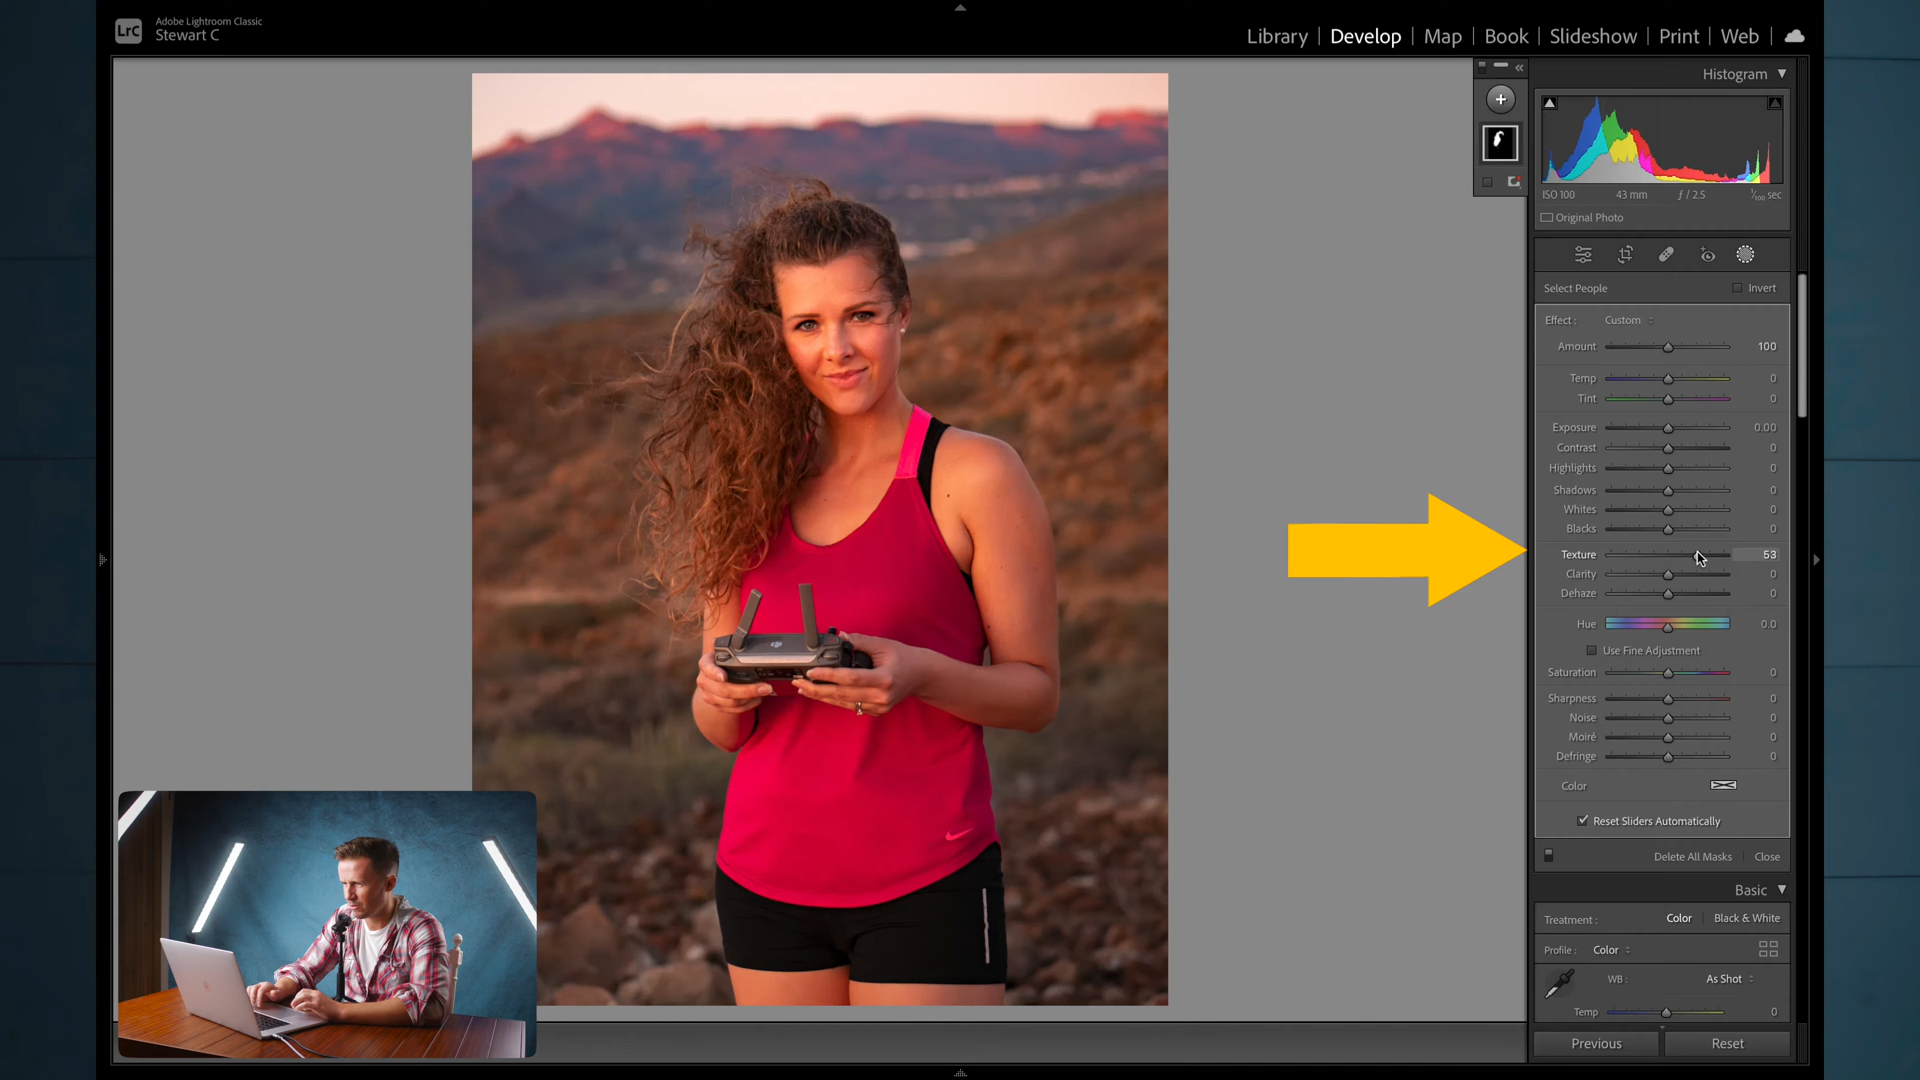 LrC
Adobe Lightroom Classic
Stewart C
Library | Develop | Map | Book | Slideshow | Print | Web
Histogram
ISO 100 43 mm ƒ / 2.5 1/100 sec
Original Photo
Select People Invert
Effect : Custom
Amount 100
Temp 0
Tint 0
Exposure 0.00
Contrast 0
Highlights 0
Shadows 0
Whites 0
Blacks 0
Texture 53
Clarity 0
Dehaze 0
Hue 0.0
Use Fine Adjustment
Saturation 0
Sharpness 0
Noise 0
Moiré 0
Defringe 0
Color
Reset Sliders Automatically
Delete All Masks Close
Basic
Treatment : Color Black & White
Profile : Color
WB : As Shot
Temp 0
Previous Reset